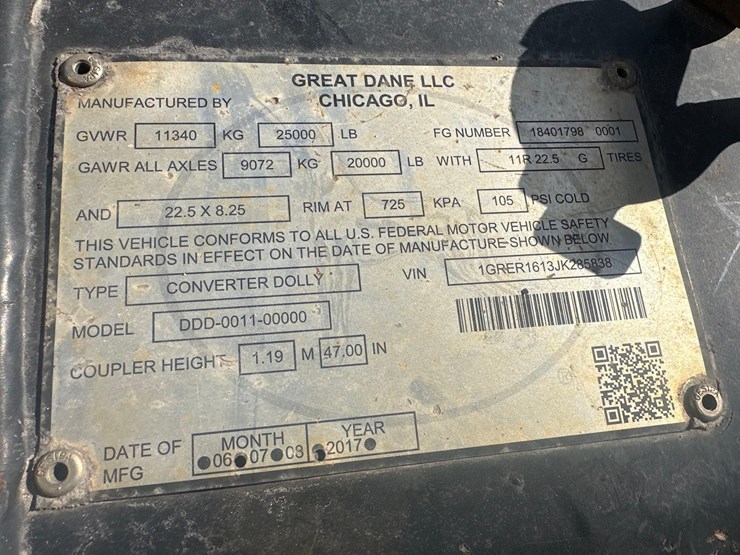 GREAT DANE LLC
MANUFACTURED BY CHICAGO, IL
GVWR 11340 KG 25000 LB FG NUMBER 18401798 0001
GAWR ALL AXLES 9072 KG 20000 LB WITH 11R 22.5 G TIRES
AND 22.5 X 8.25 RIM AT 725 KPA 105 PSI COLD
THIS VEHICLE CONFORMS TO ALL U.S. FEDERAL MOTOR VEHICLE SAFETY
STANDARDS IN EFFECT ON THE DATE OF MANUFACTURE SHOWN BELOW
TYPE CONVERTER DOLLY VIN 1GRER1613JK285838
MODEL DDD-0011-00000
COUPLER HEIGHT 1.19 M 47.00 IN
DATE OF MFG MONTH YEAR
06 07 08 2017